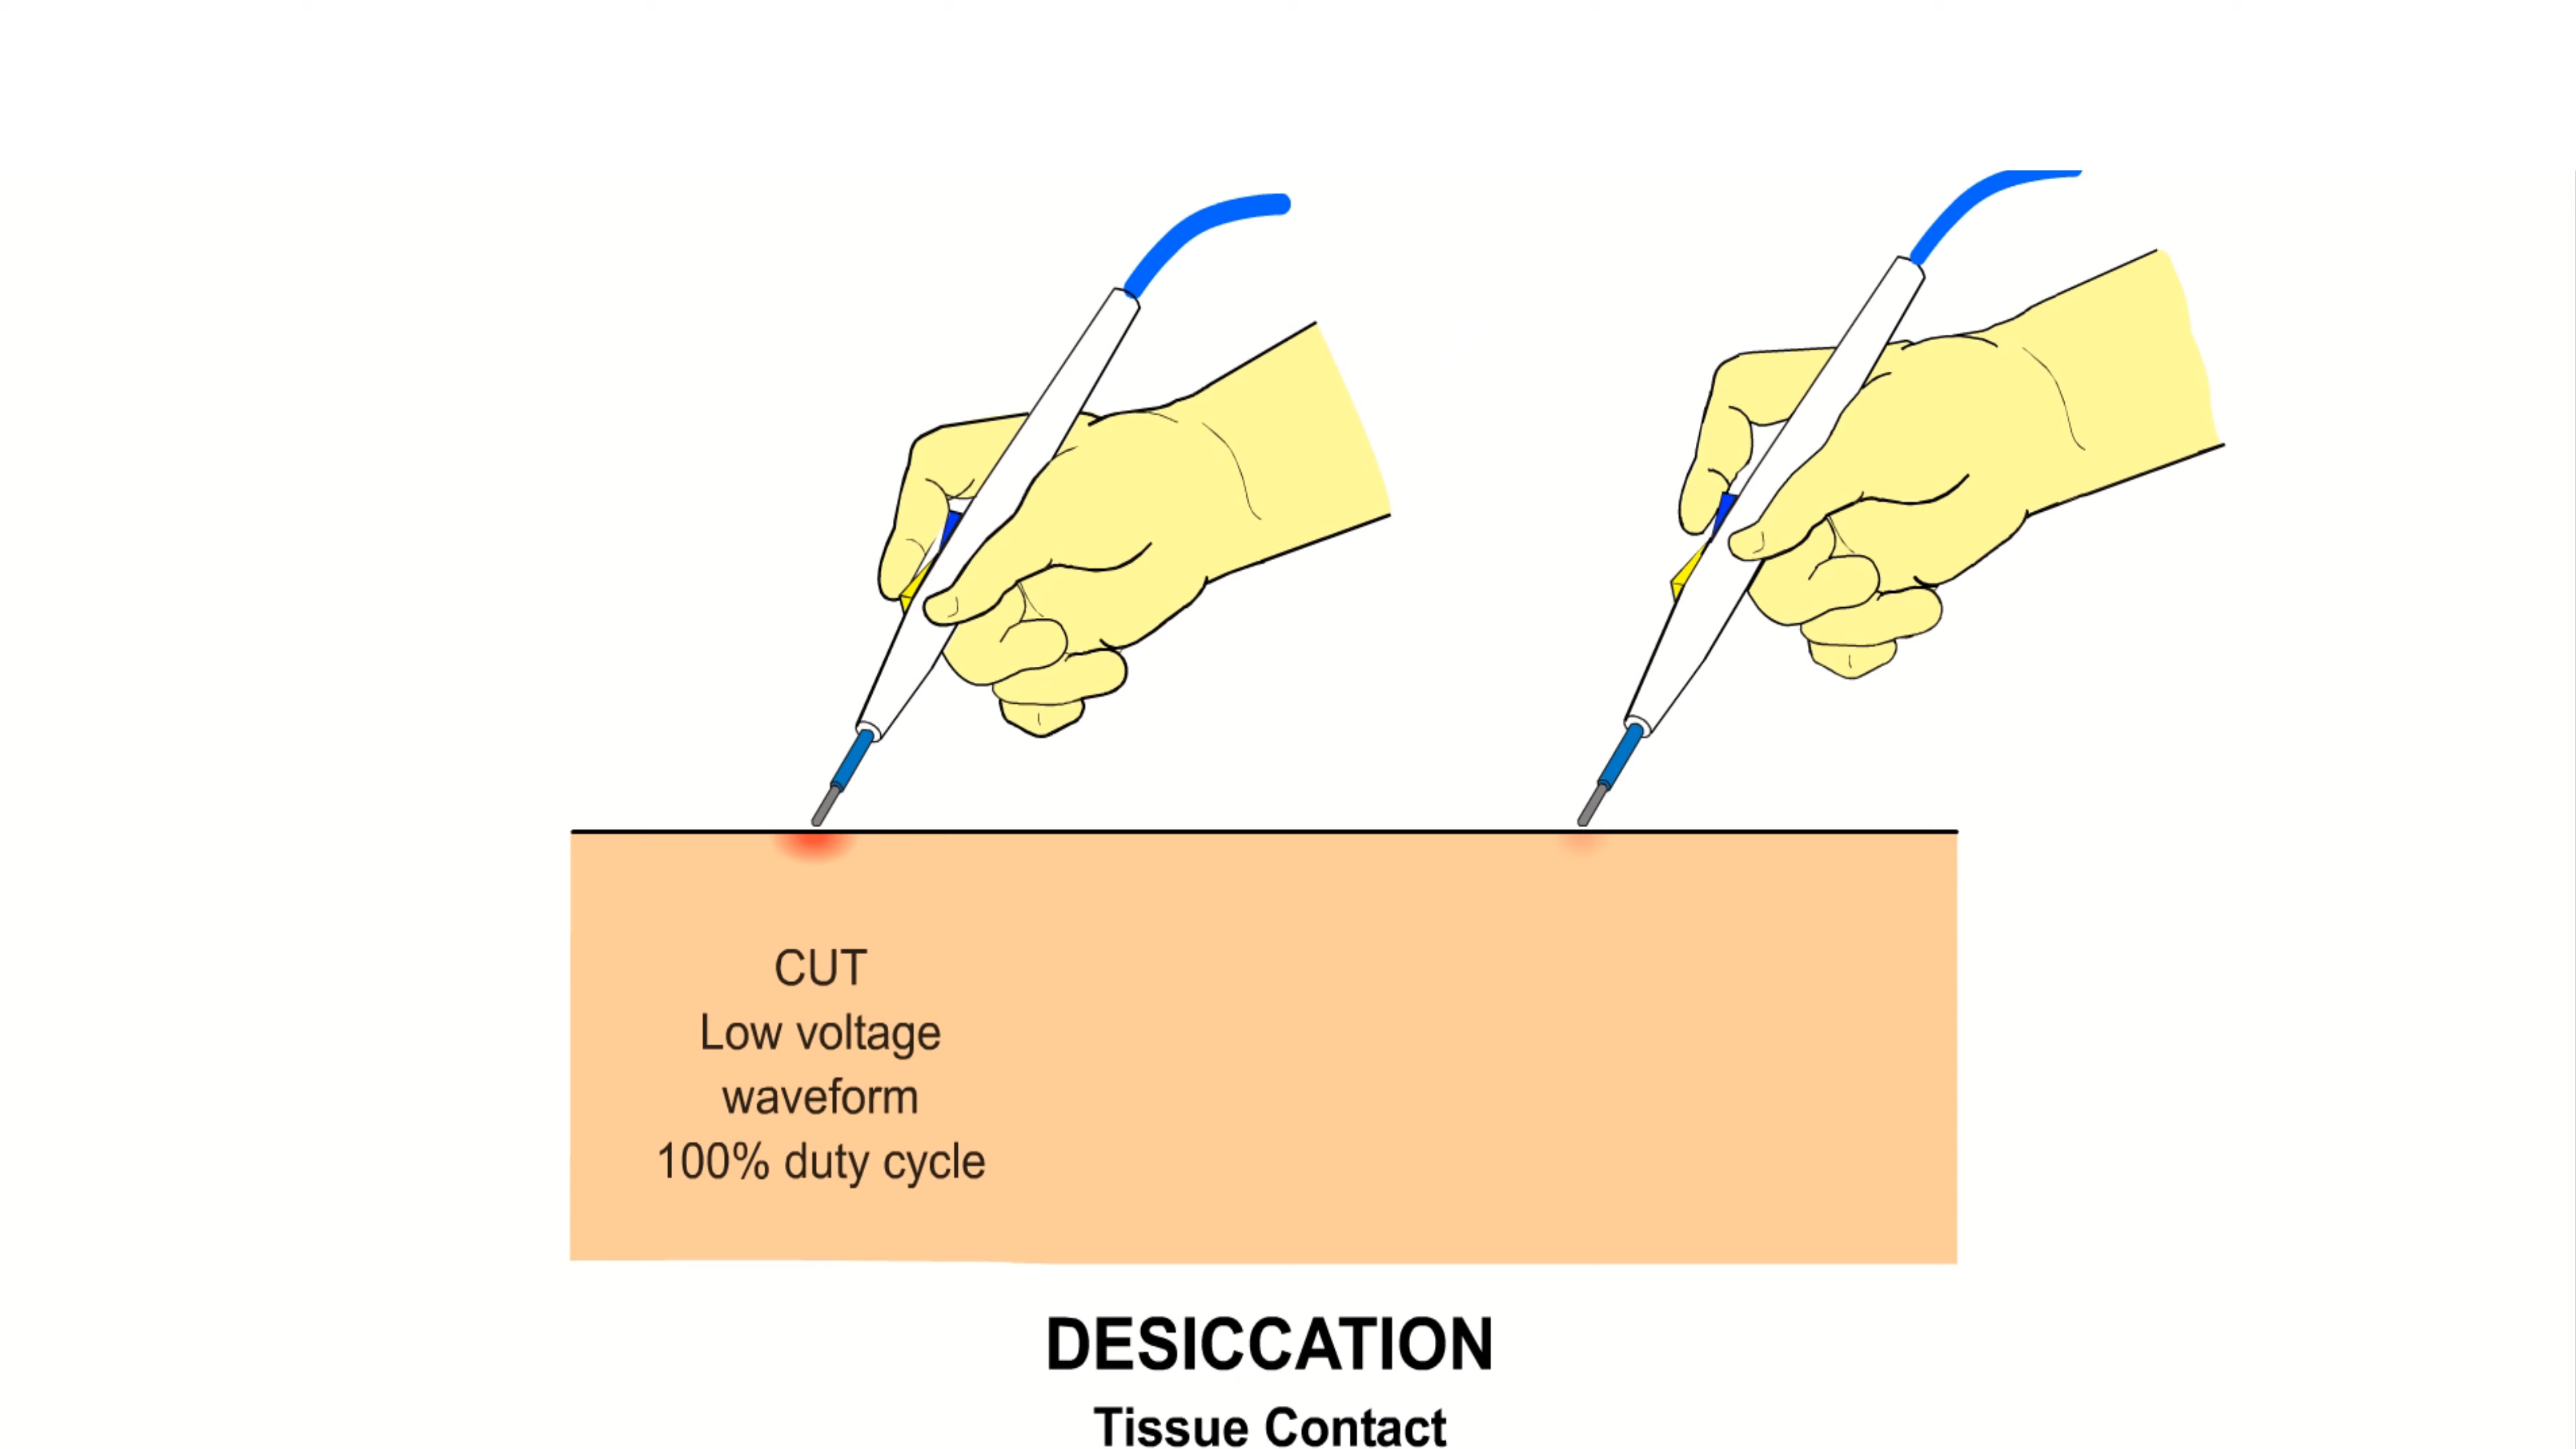 CUT
Low voltage
waveform
100% duty cycle
DESICCATION
Tissue Contact